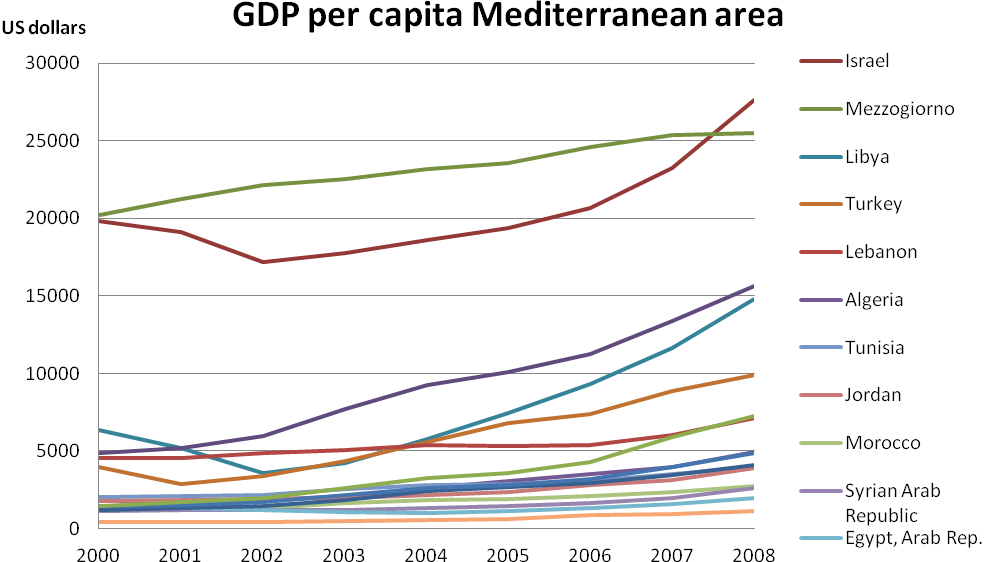 GDP per capita Mediterranean area
US dollars
30000
25000
20000
15000
10000
5000
0
2000 2001 2002 2003 2004 2005 2006 2007 2008
Israel
Mezzogiorno
Libya
Turkey
Lebanon
Algeria
Tunisia
Jordan
Morocco
Syrian Arab
Republic
Egypt, Arab Rep.